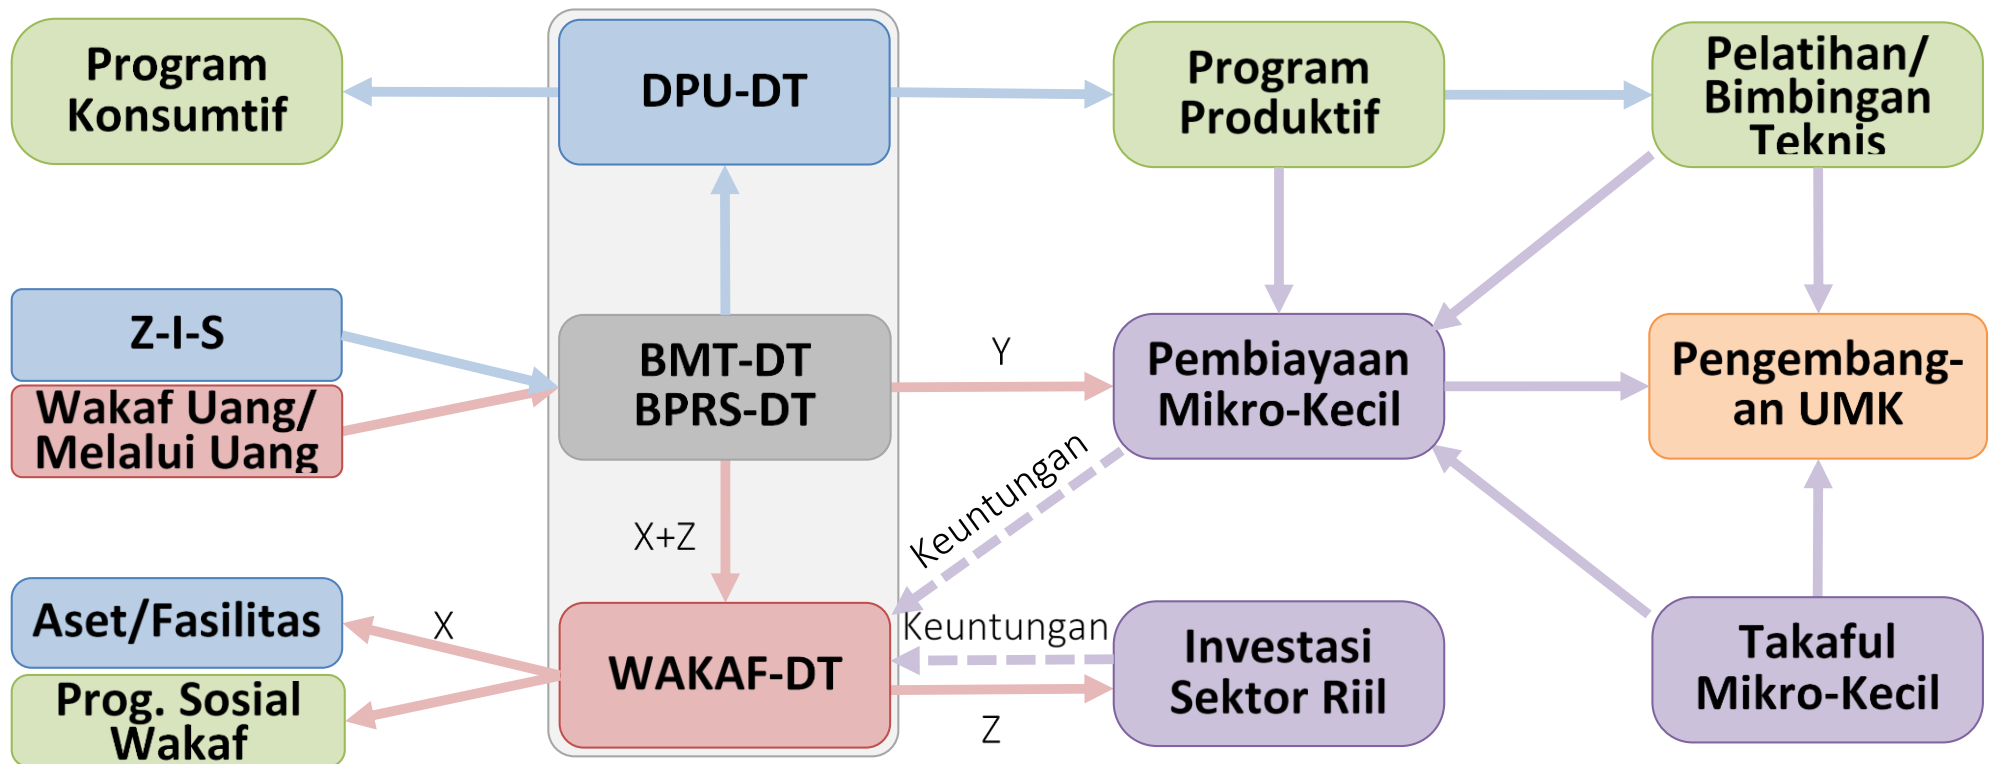 Program
Konsumtif
DPU-DT
Program
Produktif
Pelatihan/
Bimbingan
Teknis
Z-I-S
Wakaf Uang/
Melalui Uang
BMT-DT
BPRS-DT
Y
Pembiayaan
Mikro-Kecil
Pengembang-
an UMK
X+Z
Keuntungan
Aset/Fasilitas
X
Prog. Sosial
Wakaf
WAKAF-DT
Keuntungan
Z
Investasi
Sektor Riil
Takaful
Mikro-Kecil